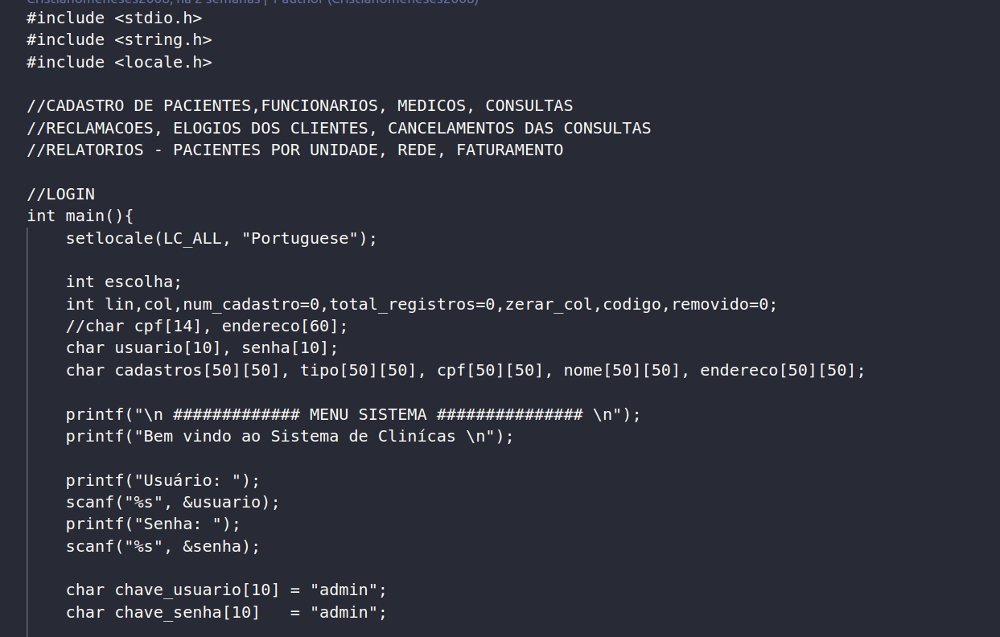 Cristianomeneses2008, há 2 semanas | 1 author (Cristianomeneses2008)
#include <stdio.h>
#include <string.h>
#include <locale.h>
//CADASTRO DE PACIENTES,FUNCIONARIOS, MEDICOS, CONSULTAS
//RECLAMACOES, ELOGIOS DOS CLIENTES, CANCELAMENTOS DAS CONSULTAS
//RELATORIOS - PACIENTES POR UNIDADE, REDE, FATURAMENTO
//LOGIN
int main(){
setlocale(LC_ALL, "Portuguese");
int escolha;
int lin,col,num_cadastro=0,total_registros=0,zerar_col,codigo,removido=0;
//char cpf[14], endereco[60];
char usuario[10], senha[10];
char cadastros[50][50], tipo[50][50], cpf[50][50], nome[50][50], endereco[50][50];
printf("\n ############# MENU SISTEMA ############### \n");
printf("Bem vindo ao Sistema de Clinícas \n");
printf("Usuário: ");
scanf("%s", &usuario);
printf("Senha: ");
scanf("%s", &senha);
char chave_usuario[10] = "admin";
char chave_senha[10]   = "admin";